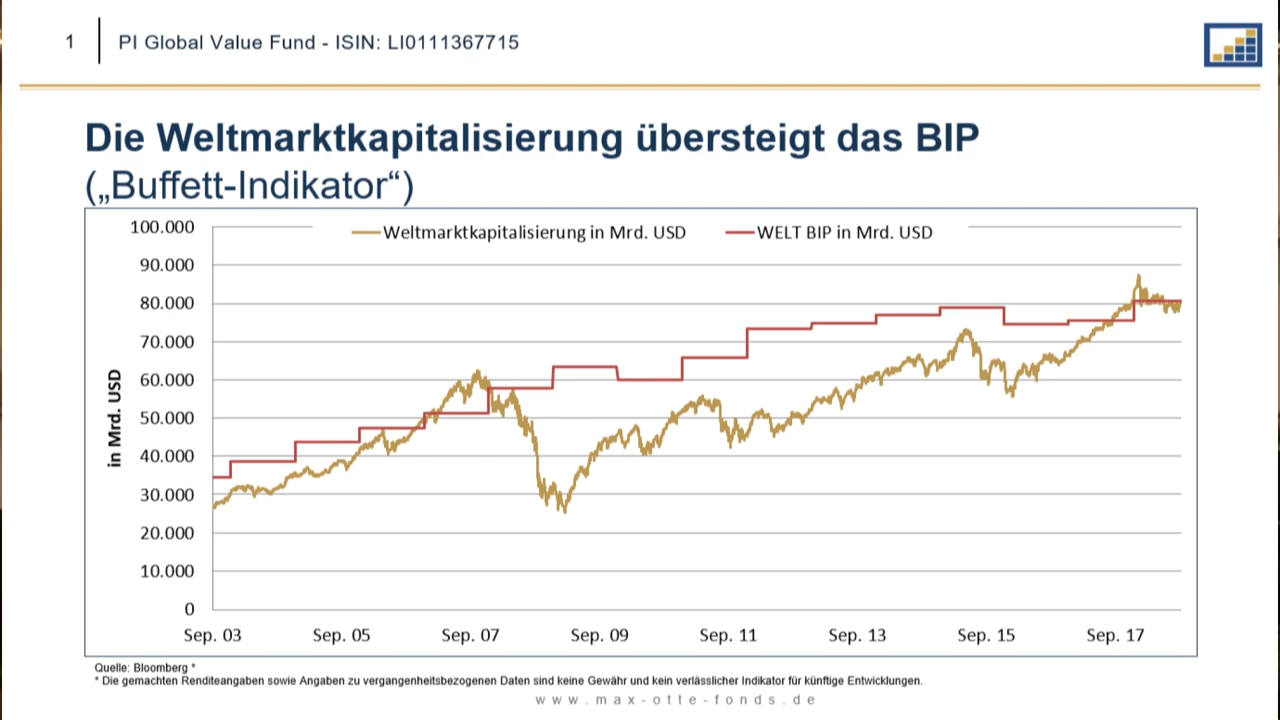 1
PI Global Value Fund - ISIN: LI0111367715
Die Weltmarktkapitalisierung übersteigt das BIP
(„Buffett-Indikator“)
Weltmarktkapitalisierung in Mrd. USD
WELT BIP in Mrd. USD
in Mrd. USD
100.000
90.000
80.000
70.000
60.000
50.000
40.000
30.000
20.000
10.000
0
Sep. 03 Sep. 05 Sep. 07 Sep. 09 Sep. 11 Sep. 13 Sep. 15 Sep. 17
Quelle: Bloomberg *
* Die gemachten Renditeangaben sowie Angaben zu vergangenheitsbezogenen Daten sind keine Gewähr und kein verlässlicher Indikator für künftige Entwicklungen.
www.max-otte-fonds.de